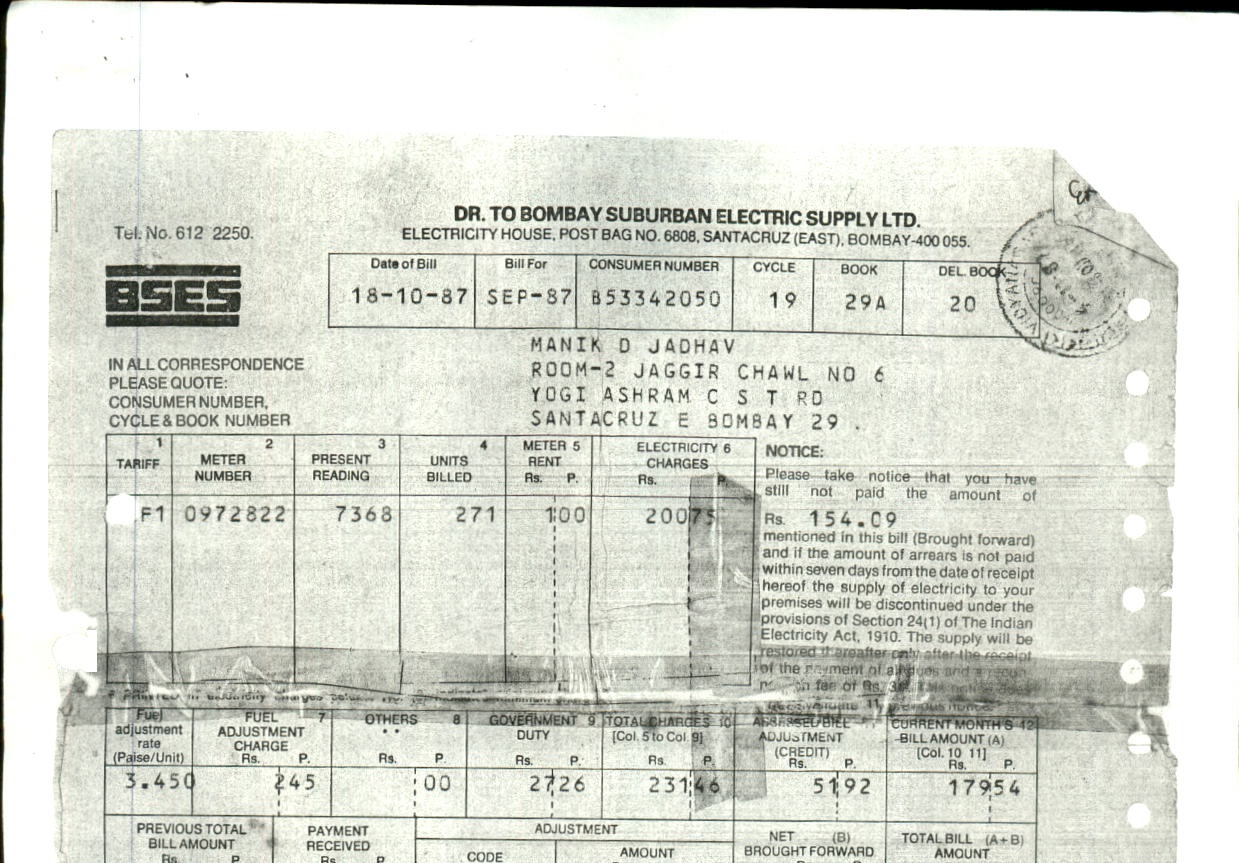 DR. TO BOMBAY SUBURBAN ELECTRIC SUPPLY LTD.
Tel. No. 612 2250.
ELECTRICITY HOUSE, POST BAG NO. 6808, SANTACRUZ (EAST), BOMBAY-400 055.
BSES
Date of Bill Bill For CONSUMER NUMBER CYCLE BOOK DEL. BOOK
18-10-87 SEP-87 B53342050 19 29A 20
MANIK D JADHAV
ROOM-2 JAGGIR CHAWL NO 6
YOGI ASHRAM C S T RD
SANTACRUZ E BOMBAY 29 .
IN ALL CORRESPONDENCE
PLEASE QUOTE:
CONSUMER NUMBER,
CYCLE & BOOK NUMBER
1 2 3 4 METER 5 ELECTRICITY 6
TARIFF METER NUMBER PRESENT READING UNITS BILLED RENT CHARGES
Rs. P. Rs. P.
F1 0972822 7368 271 1 00 200 75
NOTICE:
Please take notice that you have
still not paid the amount of
Rs. 154.09
mentioned in this bill (Brought forward)
and if the amount of arrears is not paid
within seven days from the date of receipt
hereof the supply of electricity to your
premises will be discontinued under the
provisions of Section 24(1) of The Indian
Electricity Act, 1910. The supply will be
restored thereafter only after the receipt
of the payment of all dues and
fee of Rs.
Fuel adjustment rate (Paise/Unit) FUEL 7 ADJUSTMENT CHARGE Rs. P. OTHERS 8 ** Rs. P. GOVERNMENT 9 DUTY Rs. P. TOTAL CHARGES 10 [Col. 5 to Col. 9] Rs. P. ASSESSED BILL ADJUSTMENT (CREDIT) Rs. P. CURRENT MONTH'S 12 BILL AMOUNT (A) [Col. 10 11] Rs. P.
3.450 2 45 00 27 26 231 46 51 92 179 54
PREVIOUS TOTAL BILL AMOUNT Rs. P. PAYMENT RECEIVED Rs. P. ADJUSTMENT CODE AMOUNT NET (B) BROUGHT FORWARD TOTAL BILL (A+B) AMOUNT